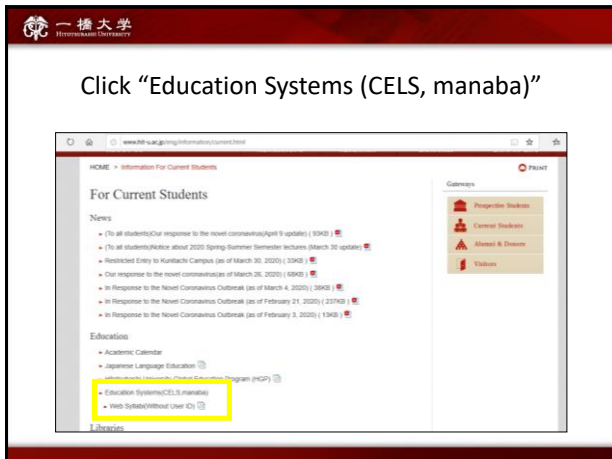 一橋大学
HITOTSUBASHI UNIVERSITY
Click “Education Systems (CELS, manaba)”
www.hit-u.ac.jp/eng/information/current.html
HOME > Information For Current Students
PRINT
For Current Students
Gateways
Prospective Students
Current Students
Alumni & Donors
Visitors
News
(To all students)Our response to the novel coronavirus(April 9 update) ( 93KB )
(To all students)Notice about 2020 Spring-Summer Semester lectures (March 30 update)
Restricted Entry to Kunitachi Campus (as of March 30, 2020) ( 33KB )
Our response to the novel coronavirus(as of March 26, 2020) ( 68KB )
In Response to the Novel Coronavirus Outbreak (as of March 4, 2020) ( 36KB )
In Response to the Novel Coronavirus Outbreak (as of February 21, 2020) ( 237KB )
In Response to the Novel Coronavirus Outbreak (as of February 3, 2020) ( 13KB )
Education
Academic Calendar
Japanese Language Education
Hitotsubashi University Global Education Program (HGP)
Education Systems(CELS,manaba)
Web Syllabi(Without User ID)
Libraries